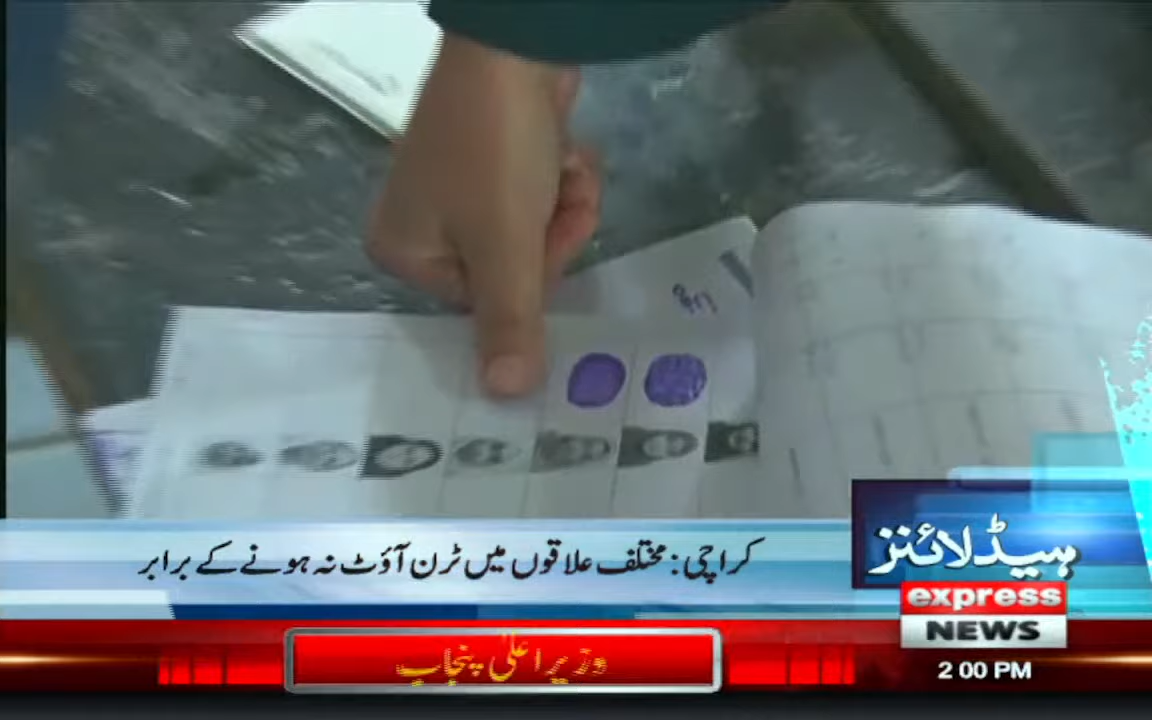 کراچی: مختلف علاقوں میں ٹرن آؤٹ نہ ہونے کے برابر
ہیڈلائنز
express
NEWS
وزیراعلیٰ پنجاب
2:00 PM